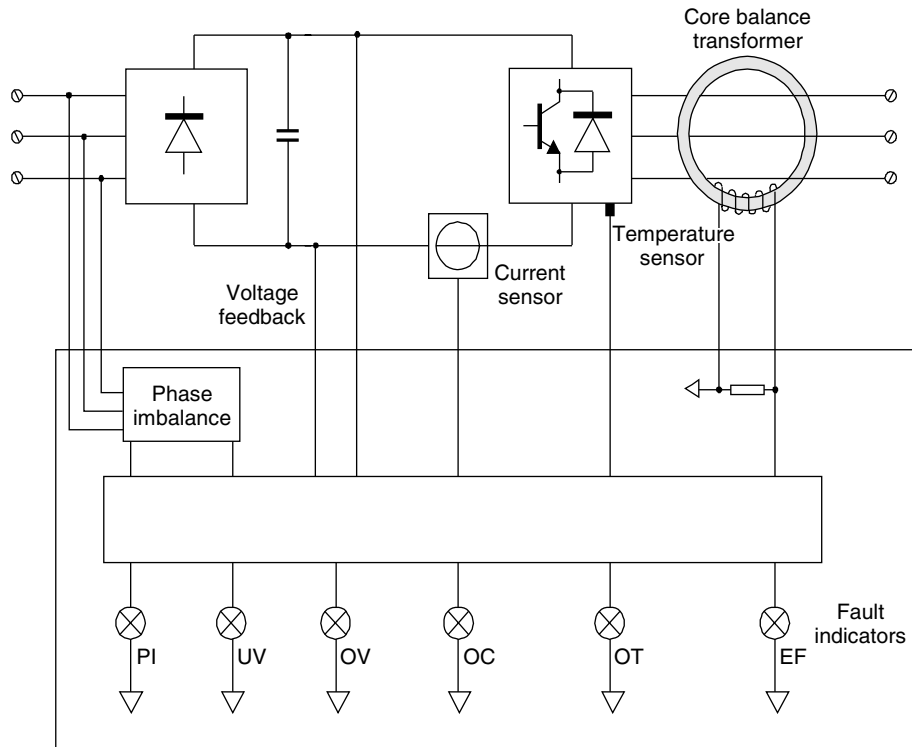 Core balance
transformer
Temperature
sensor
Current
sensor
Voltage
feedback
Phase
imbalance
Fault
indicators
PI
UV
OV
OC
OT
EF